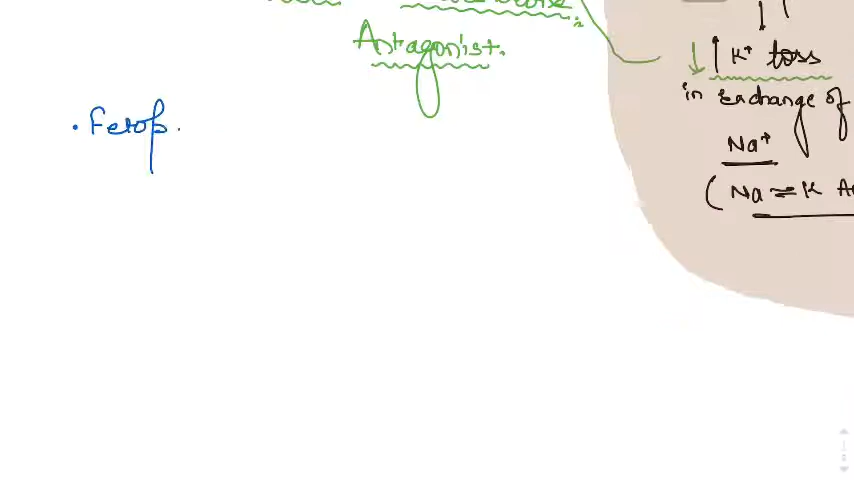 Antagonist.
↓ ↑ K⁺ loss
in exchange of
Na⁺
(Na ⇌ K
• Fetop.